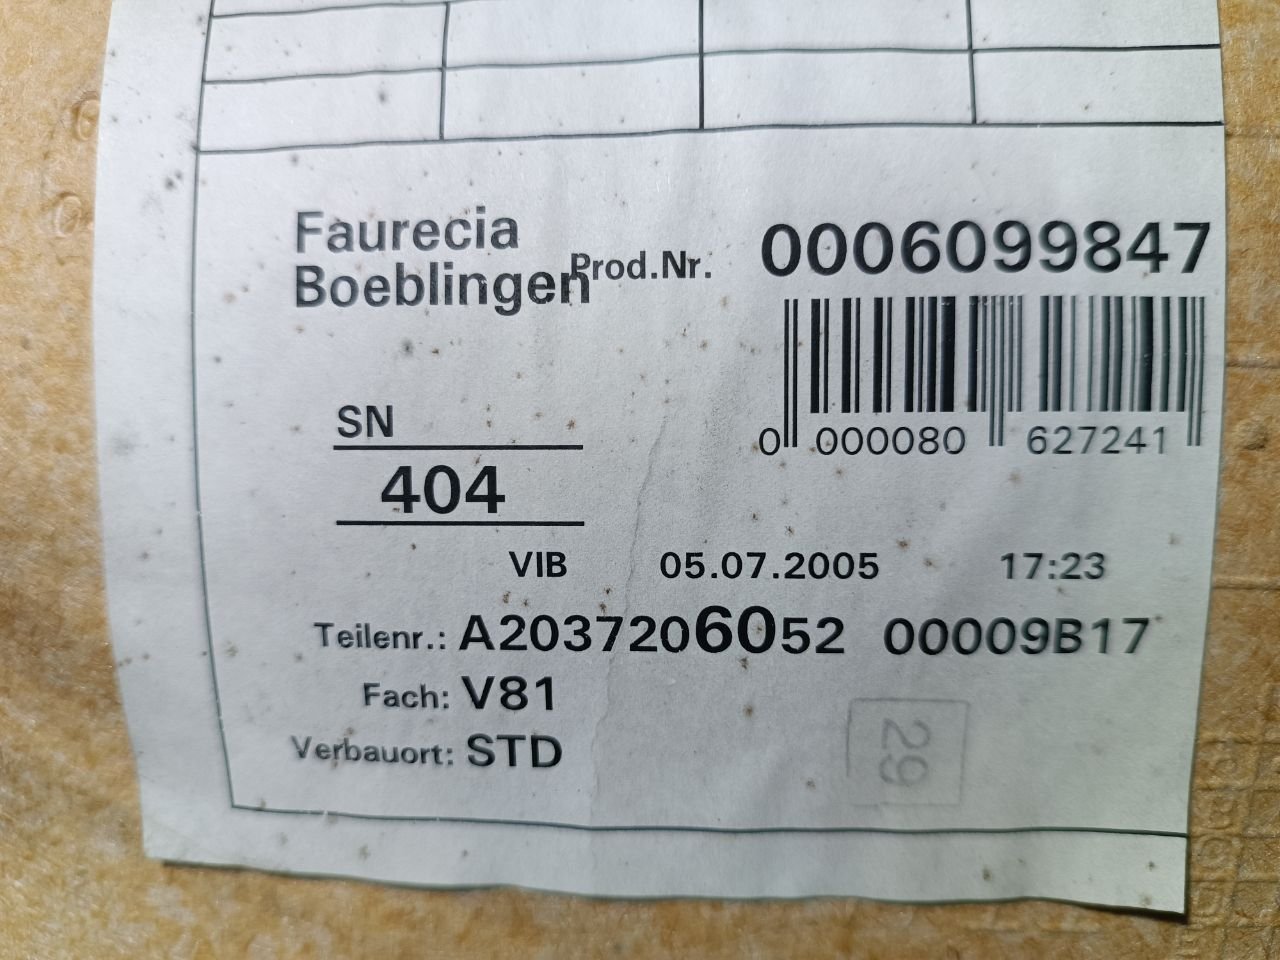 Faurecia
Boeblingen
Prod.Nr. 0006099847
0 000080 627241
SN
404
VIB 05.07.2005 17:23
Teilenr.: A2037206052 00009B17
Fach: V81
Verbauort: STD
29